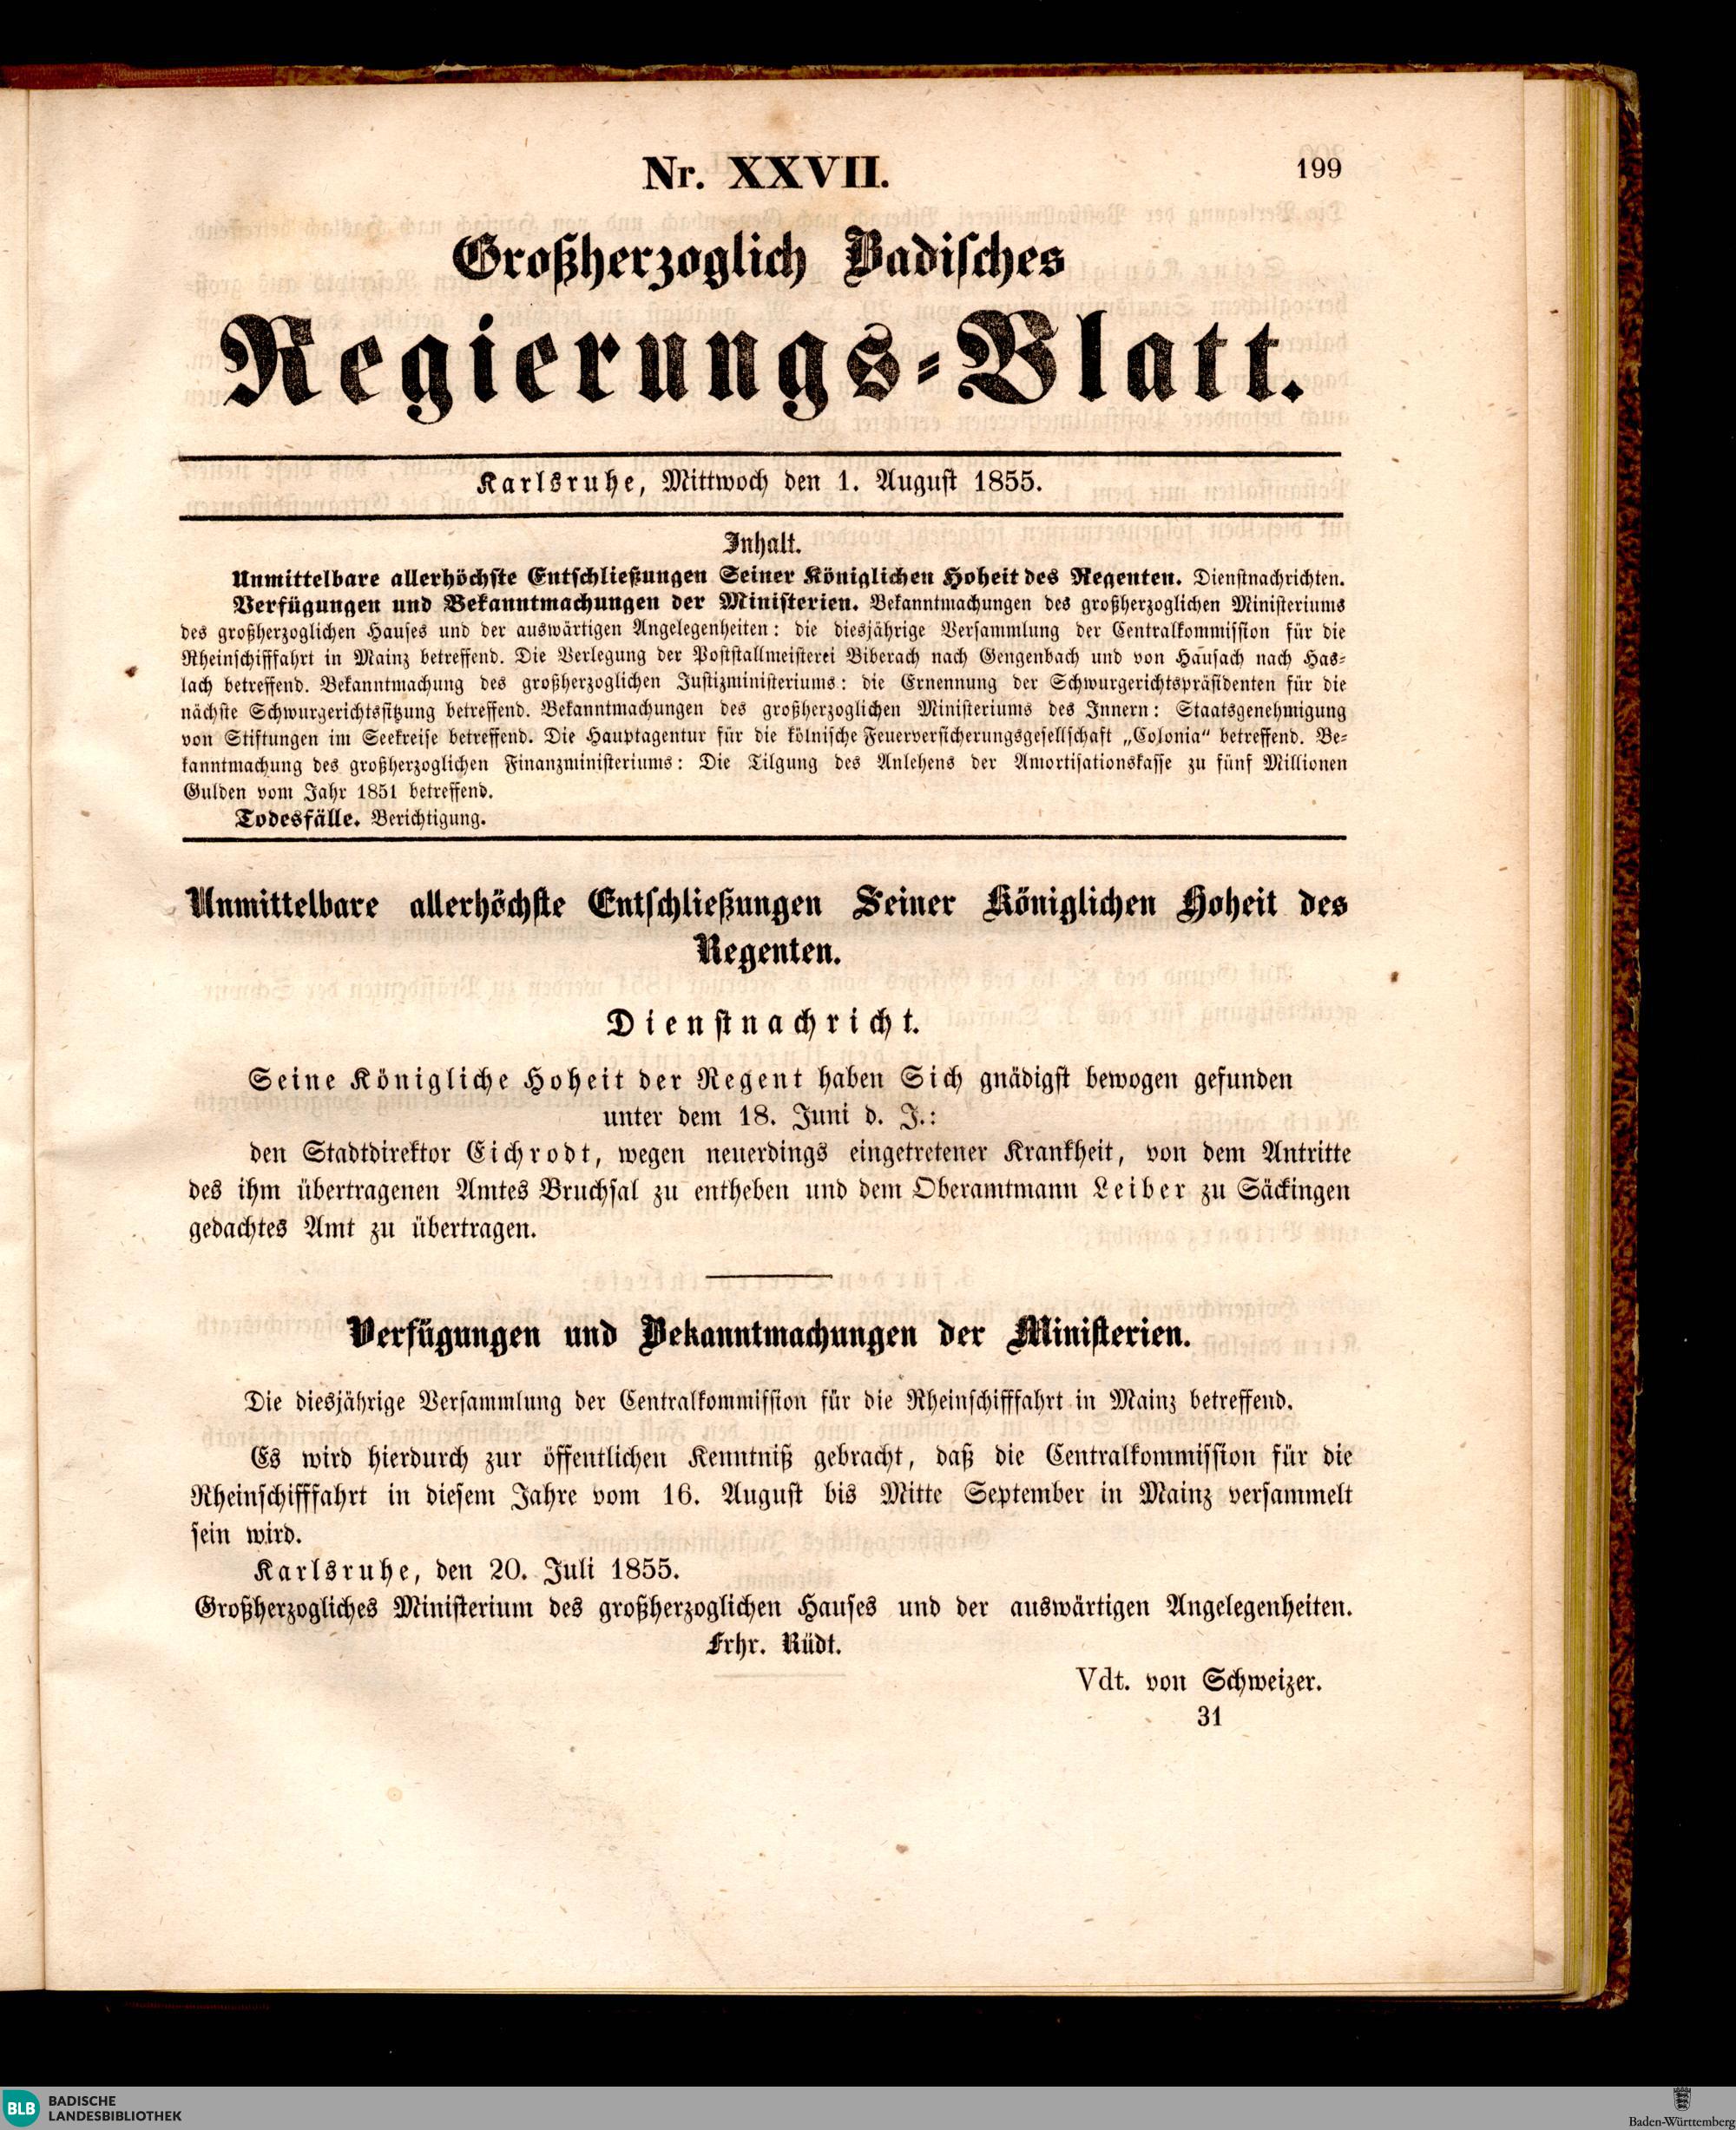 Nr. XXVII.
199
Großherzoglich Badisches
Regierungs-Blatt.
Karlsruhe, Mittwoch den 1. August 1855.
Inhalt.
Unmittelbare allerhöchste Entschließungen Seiner Königlichen Hoheit des Regenten. Dienstnachrichten.
Verfügungen und Bekanntmachungen der Ministerien. Bekanntmachungen des großherzoglichen Ministeriums
des großherzoglichen Hauses und der auswärtigen Angelegenheiten: die diesjährige Versammlung der Centralkommission für die
Rheinschifffahrt in Mainz betreffend. Die Verlegung der Poststallmeisterei Biberach nach Gengenbach und von Hausach nach Has-
lach betreffend. Bekanntmachung des großherzoglichen Justizministeriums: die Ernennung der Schwurgerichtspräsidenten für die
nächste Schwurgerichtssitzung betreffend. Bekanntmachungen des großherzoglichen Ministeriums des Innern: Staatsgenehmigung
von Stiftungen im Seekreise betreffend. Die Hauptagentur für die kölnische Feuerversicherungsgesellschaft „Colonia“ betreffend. Be-
kanntmachung des großherzoglichen Finanzministeriums: Die Tilgung des Anlehens der Amortisationskasse zu fünf Millionen
Gulden vom Jahr 1851 betreffend.
Todesfälle. Berichtigung.
Unmittelbare allerhöchste Entschließungen Seiner Königlichen Hoheit des
Regenten.
Dienstnachricht.
Seine Königliche Hoheit der Regent haben Sich gnädigst bewogen gefunden
unter dem 18. Juni d. J.:
den Stadtdirektor Eichrodt, wegen neuerdings eingetretener Krankheit, von dem Antritte
des ihm übertragenen Amtes Bruchsal zu entheben und dem Oberamtmann Leiber zu Säckingen
gedachtes Amt zu übertragen.
Verfügungen und Bekanntmachungen der Ministerien.
Die diesjährige Versammlung der Centralkommission für die Rheinschifffahrt in Mainz betreffend.
Es wird hierdurch zur öffentlichen Kenntniß gebracht, daß die Centralkommission für die
Rheinschifffahrt in diesem Jahre vom 16. August bis Mitte September in Mainz versammelt
sein wird.
Karlsruhe, den 20. Juli 1855.
Großherzogliches Ministerium des großherzoglichen Hauses und der auswärtigen Angelegenheiten.
Frhr. Rüdt.
Vdt. von Schweizer.
31
BLB BADISCHE
LANDESBIBLIOTHEK
Baden-Württemberg